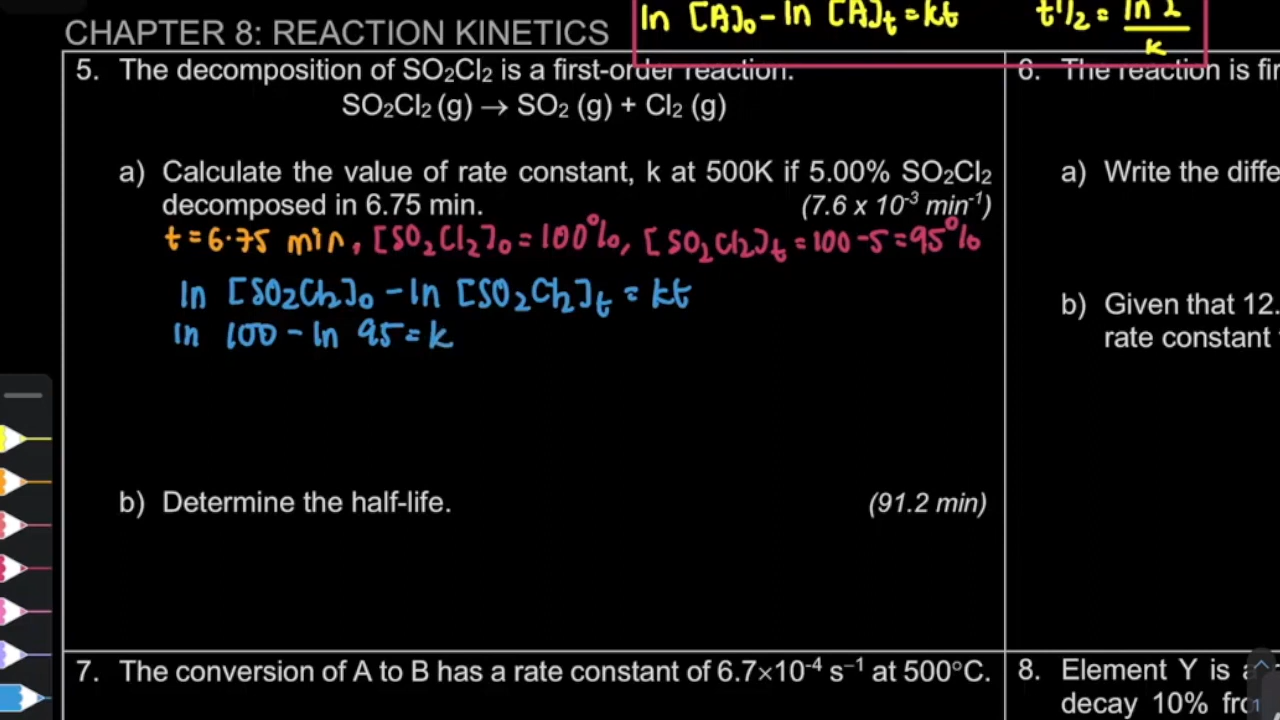 ln [A]₀ - ln [A]t = kt
t1/2 = ln 2 / k
CHAPTER 8: REACTION KINETICS
5. The decomposition of SO₂Cl₂ is a first-order reaction.
SO₂Cl₂ (g) → SO₂ (g) + Cl₂ (g)
a) Calculate the value of rate constant, k at 500K if 5.00% SO₂Cl₂
decomposed in 6.75 min. (7.6 x 10⁻³ min⁻¹)
t = 6.75 min, [SO₂Cl₂]₀ = 100%, [SO₂Cl₂]t = 100 - 5 = 95%
ln [SO₂Cl₂]₀ - ln [SO₂Cl₂]t = kt
ln 100 - ln 95 = k
b) Determine the half-life. (91.2 min)
6. The reaction is fir
a) Write the diffe
b) Given that 12.
rate constant
7. The conversion of A to B has a rate constant of 6.7×10⁻⁴ s⁻¹ at 500°C.
8. Element Y is a
decay 10% fro